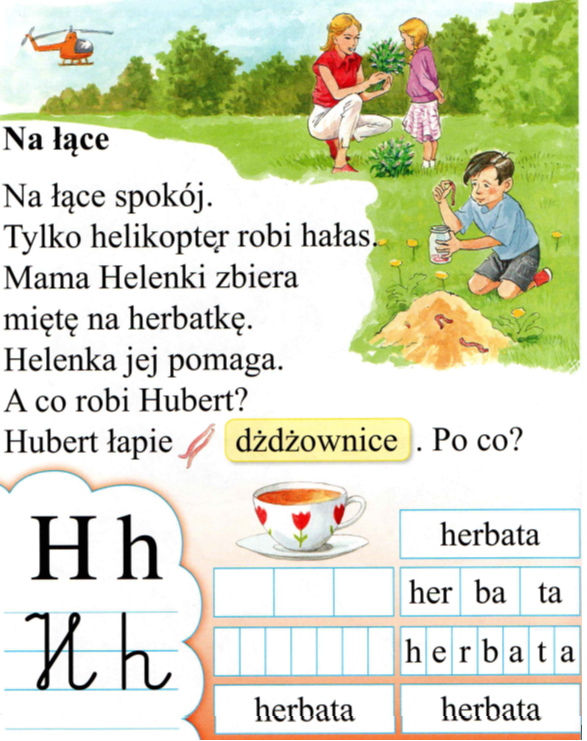 Na łące
Na łące spokój.
Tylko helikopter robi hałas.
Mama Helenki zbiera
miętę na herbatkę.
Helenka jej pomaga.
A co robi Hubert?
Hubert łapie dżdżownice . Po co?
H h
H h
herbata
her ba ta
h e r b a t a
herbata herbata